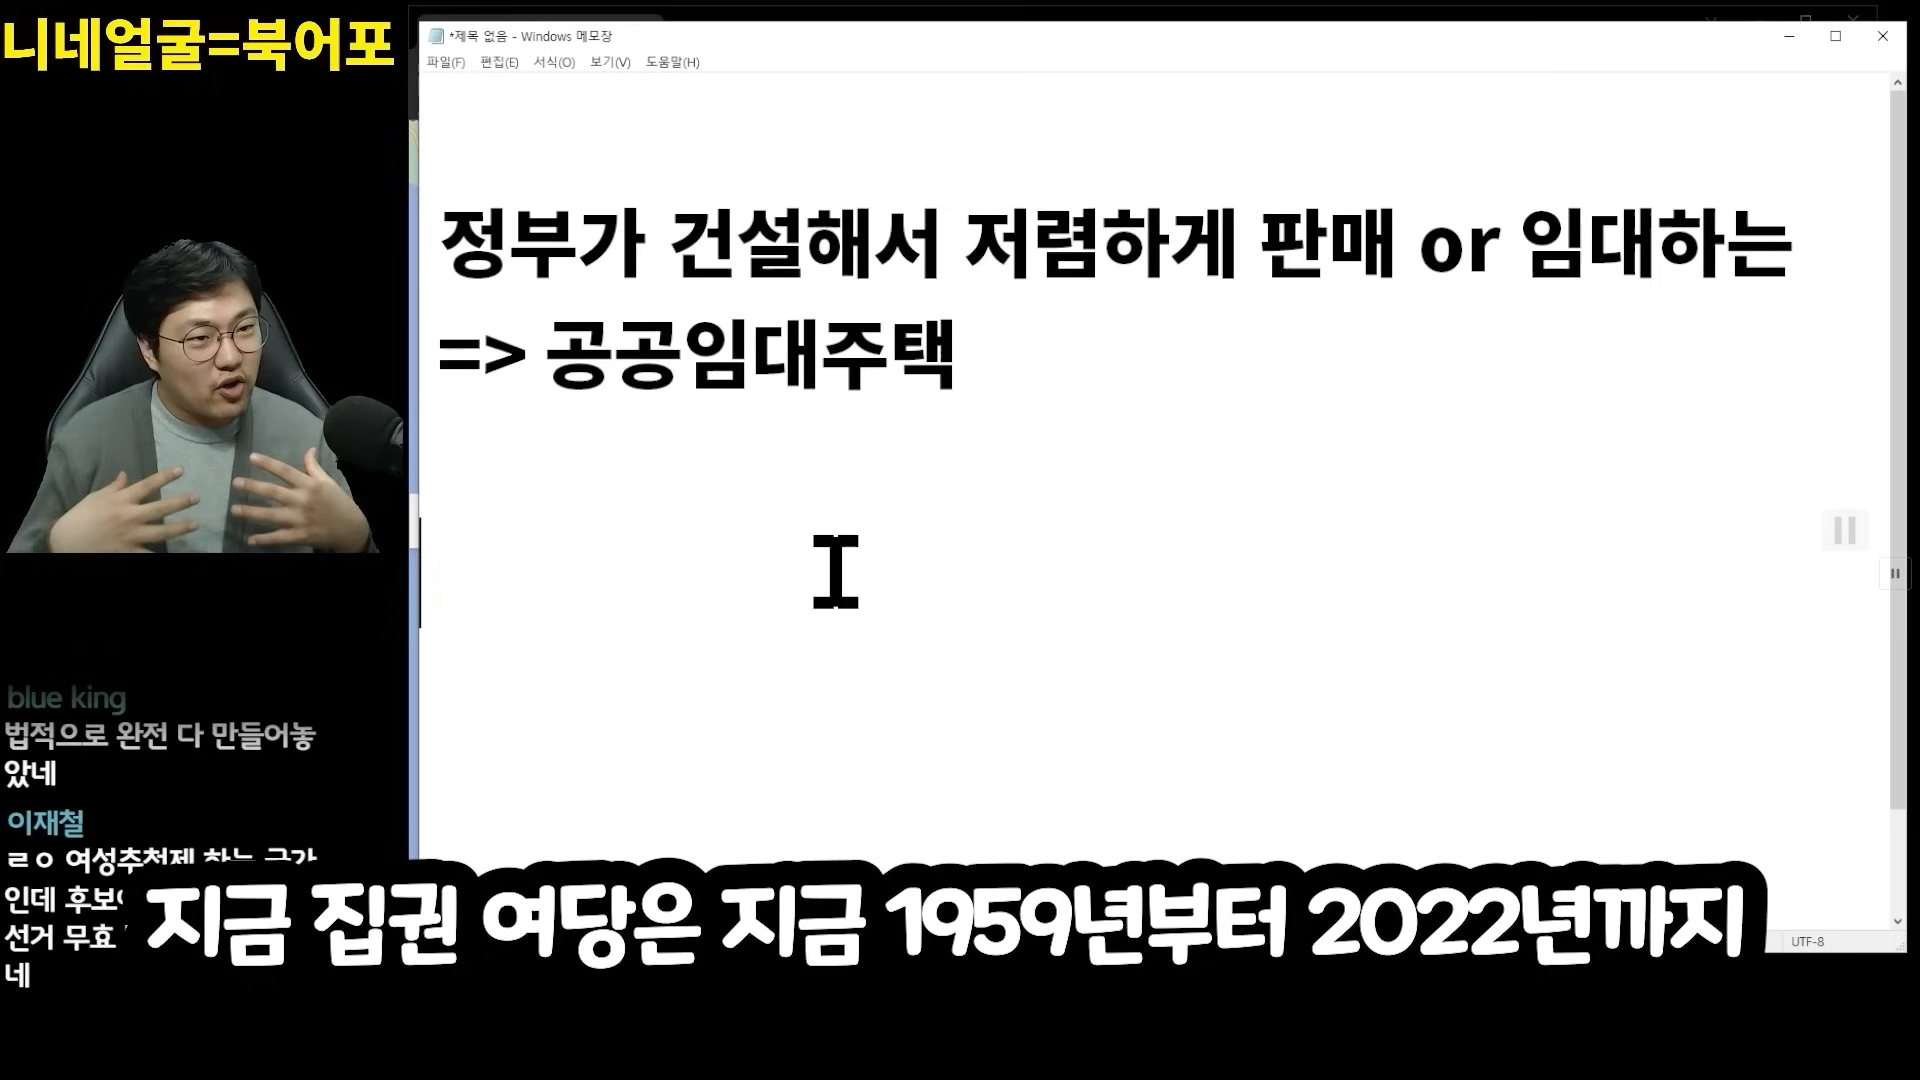 니네얼굴=북어포
*제목 없음 - Windows 메모장
파일(F) 편집(E) 서식(O) 보기(V) 도움말(H)
정부가 건설해서 저렴하게 판매 or 임대하는
=> 공공임대주택
blue king
법적으로 완전 다 만들어놓
았네
이재철
ㄹㅇ 여성추천제 하는 국가
인데 후보
선거 무효
네
지금 집권 여당은 지금 1959년부터 2022년까지
UTF-8